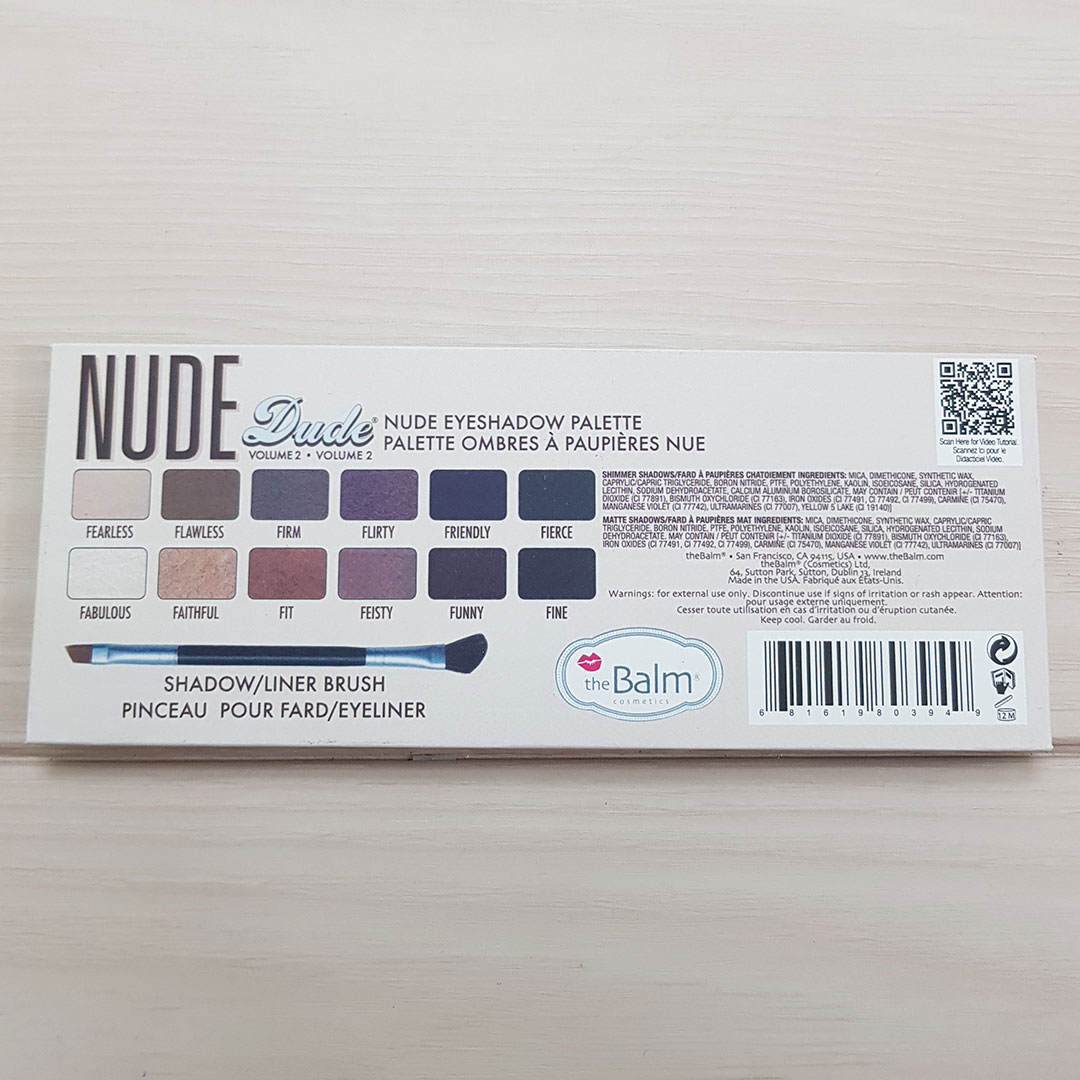 NUDE
Dude®
VOLUME 2 • VOLUME 2
NUDE EYESHADOW PALETTE
PALETTE OMBRES À PAUPIÈRES NUE
Scan Here for Video Tutorial.
Scannez ici pour le
Didacticiel Video.
FEARLESS FLAWLESS FIRM FLIRTY FRIENDLY FIERCE
FABULOUS FAITHFUL FIT FEISTY FUNNY FINE
SHADOW/LINER BRUSH
PINCEAU POUR FARD/EYELINER
SHIMMER SHADOWS/FARD À PAUPIÈRES CHATOIEMENT INGREDIENTS: MICA, DIMETHICONE, SYNTHETIC WAX,
CAPRYLIC/CAPRIC TRIGLYCERIDE, BORON NITRIDE, PTFE, POLYETHYLENE, KAOLIN, ISOEICOSANE, SILICA, HYDROGENATED
LECITHIN, SODIUM DEHYDROACETATE, CALCIUM ALUMINUM BOROSILICATE, MAY CONTAIN / PEUT CONTENIR [+/- TITANIUM
DIOXIDE (CI 77891), BISMUTH OXYCHLORIDE (CI 77163), IRON OXIDES (CI 77491, CI 77492, CI 77499), CARMINE (CI 75470),
MANGANESE VIOLET (CI 77742), ULTRAMARINES (CI 77007), YELLOW 5 LAKE (CI 19140)]
MATTE SHADOWS/FARD À PAUPIÈRES MAT INGREDIENTS: MICA, DIMETHICONE, SYNTHETIC WAX, CAPRYLIC/CAPRIC
TRIGLYCERIDE, BORON NITRIDE, PTFE, POLYETHYLENE, KAOLIN, ISOEICOSANE, SILICA, HYDROGENATED LECITHIN, SODIUM
DEHYDROACETATE, MAY CONTAIN / PEUT CONTENIR [+/- TITANIUM DIOXIDE (CI 77891), BISMUTH OXYCHLORIDE (CI 77163),
IRON OXIDES (CI 77491, CI 77492, CI 77499), CARMINE (CI 75470), MANGANESE VIOLET (CI 77742), ULTRAMARINES (CI 77007)]
theBalm® • San Francisco, CA 94115, USA • www.theBalm.com
theBalm® (Cosmetics) Ltd,
64, Sutton Park, Sutton, Dublin 13, Ireland
Made in the USA. Fabriqué aux États-Unis.
Warnings: for external use only. Discontinue use if signs of irritation or rash appear. Attention:
pour usage externe uniquement.
Cesser toute utilisation en cas d'irritation ou d'éruption cutanée.
Keep cool. Garder au froid.
theBalm®
cosmetics
6 81619 80394 9
12 M